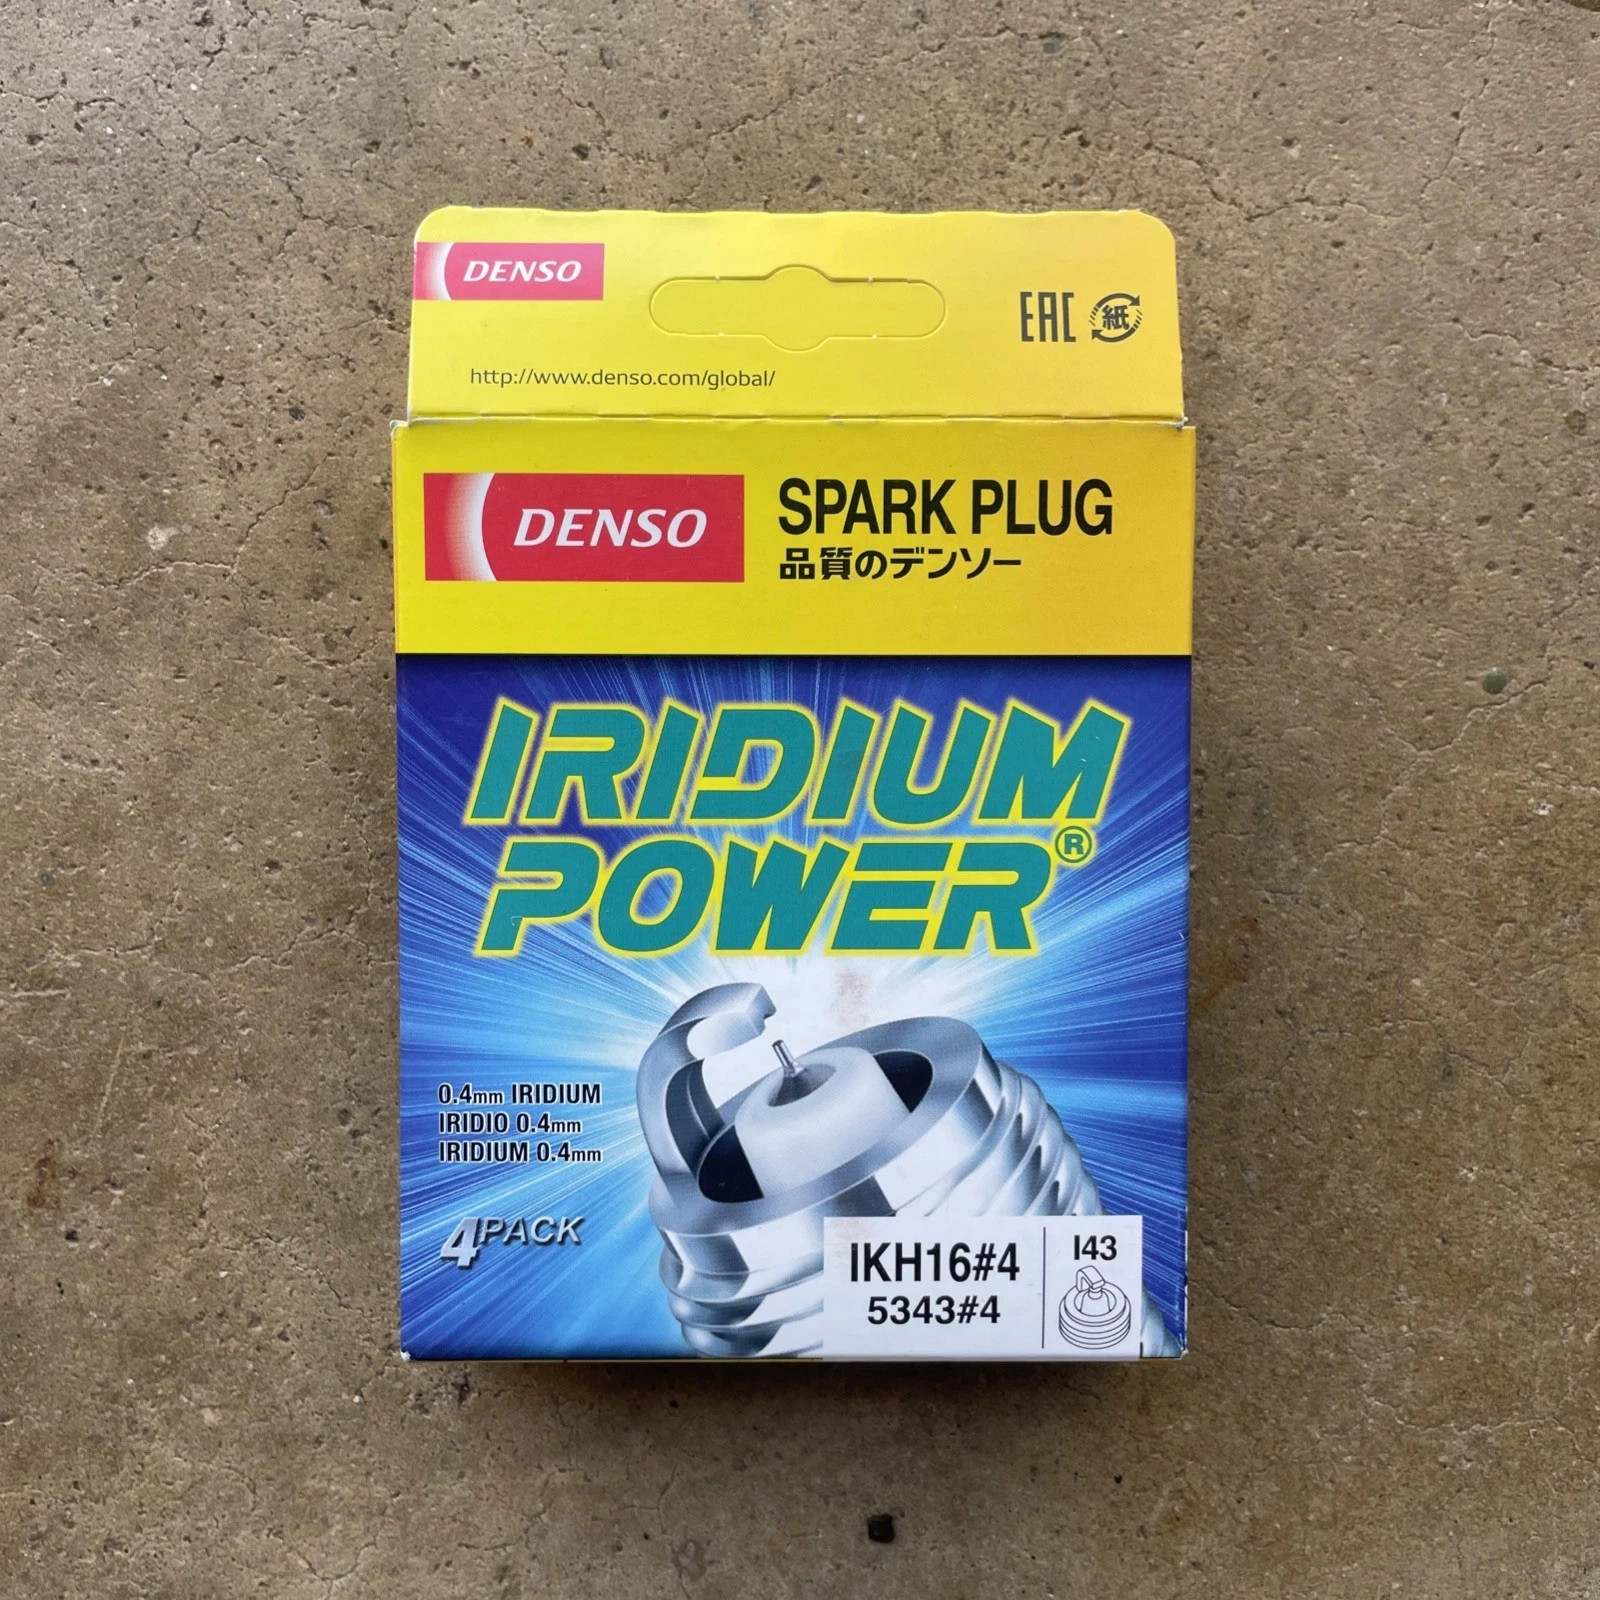 DENSO
EAC 紙
http://www.denso.com/global/
DENSO
SPARK PLUG
品質のデンソー
IRIDIUM
POWER®
0.4mm IRIDIUM
IRIDIO 0.4mm
IRIDIUM 0.4mm
4PACK
IKH16#4
5343#4
I43